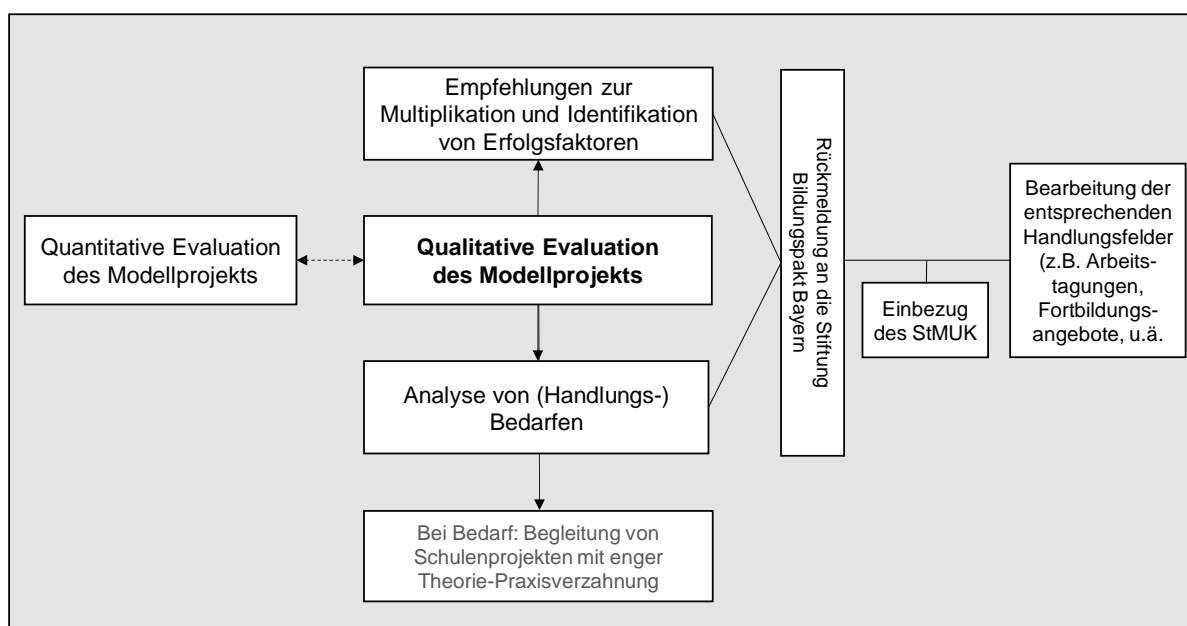 Empfehlungen zur
Multiplikation und Identifikation
von Erfolgsfaktoren
Quantitative Evaluation
des Modellprojekts
Qualitative Evaluation
des Modellprojekts
Analyse von (Handlungs-)
Bedarfen
Bei Bedarf: Begleitung von
Schulenprojekten mit enger
Theorie-Praxisverzahnung
Rückmeldung an die Stiftung
Bildungspakt Bayern
Einbezug
des StMUK
Bearbeitung der
entsprechenden
Handlungsfelder
(z.B. Arbeits-
tagungen,
Fortbildungs-
angebote, u.ä.